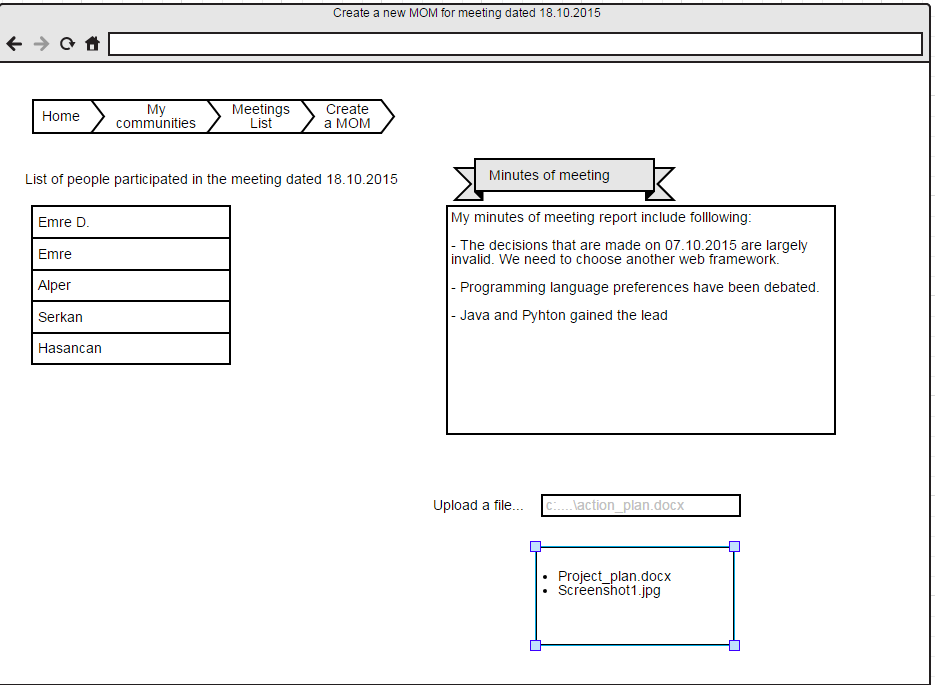 Create a new MOM for meeting dated 18.10.2015
Home
My
communities
Meetings
List
Create
a MOM
List of people participated in the meeting dated 18.10.2015
Emre D.
Emre
Alper
Serkan
Hasancan
Minutes of meeting
My minutes of meeting report include folllowing:
- The decisions that are made on 07.10.2015 are largely
invalid. We need to choose another web framework.
- Programming language preferences have been debated.
- Java and Pyhton gained the lead
Upload a file...
c:....\action_plan.docx
• Project_plan.docx
• Screenshot1.jpg